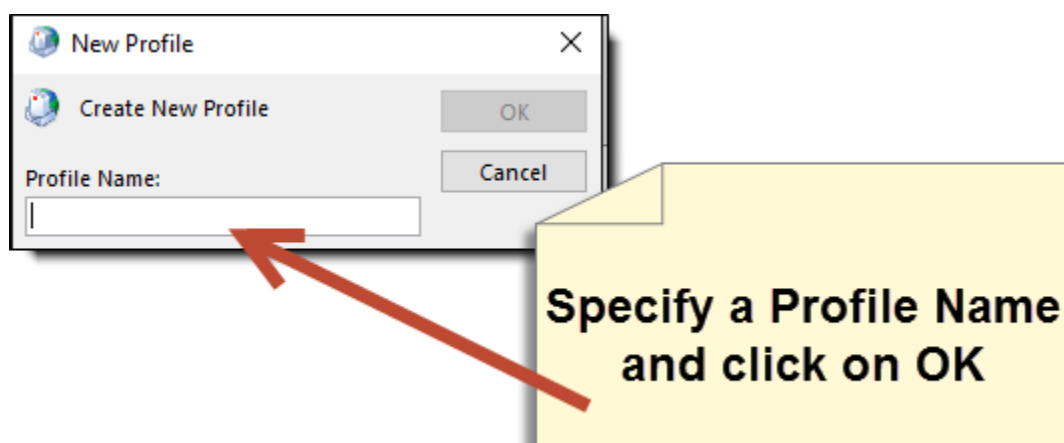 New Profile
Create New Profile
OK
Cancel
Profile Name:
Specify a Profile Name
and click on OK